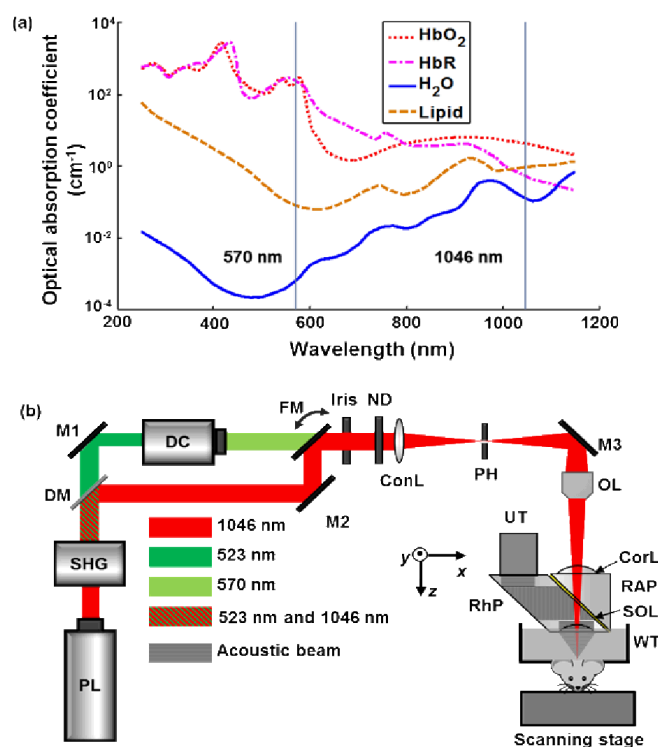 (a)
Optical absorption coefficient
(cm⁻¹)
10⁴
10²
10⁰
10⁻²
10⁻⁴
HbO₂
HbR
H₂O
Lipid
570 nm
1046 nm
200
400
600
800
1000
1200
Wavelength (nm)
(b)
M1
DC
FM
Iris
ND
ConL
PH
M3
OL
DM
M2
SHG
PL
1046 nm
523 nm
570 nm
523 nm and 1046 nm
Acoustic beam
UT
y
x
z
CorL
RAP
RhP
SOL
WT
Scanning stage